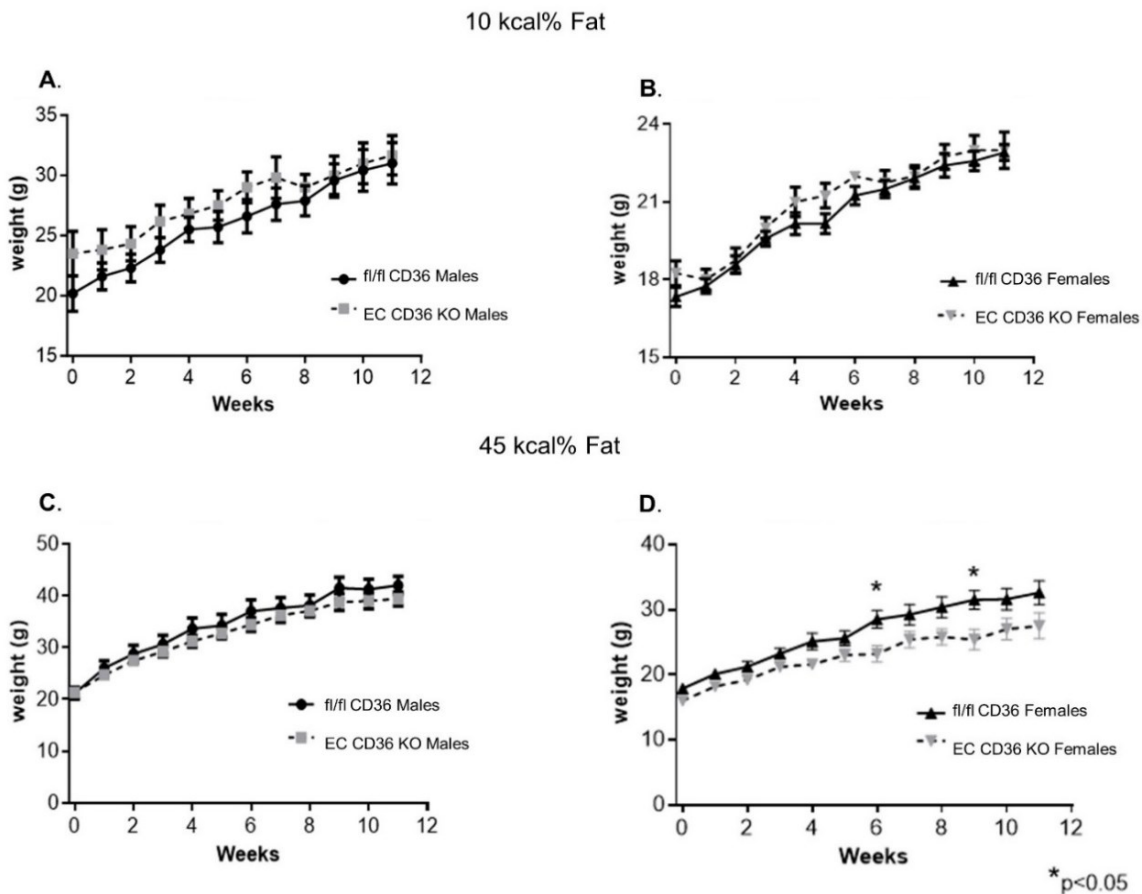 10 kcal% Fat
A.
B.
weight (g)
35
30
25
20
15
0 2 4 6 8 10 12
Weeks
fl/fl CD36 Males
EC CD36 KO Males
weight (g)
24
21
18
15
0 2 4 6 8 10 12
Weeks
fl/fl CD36 Females
EC CD36 KO Females
45 kcal% Fat
C.
D.
weight (g)
50
40
30
20
10
0
0 2 4 6 8 10 12
Weeks
fl/fl CD36 Males
EC CD36 KO Males
weight (g)
40
30
20
10
0
0 2 4 6 8 10 12
Weeks
* *
fl/fl CD36 Females
EC CD36 KO Females
*p<0.05